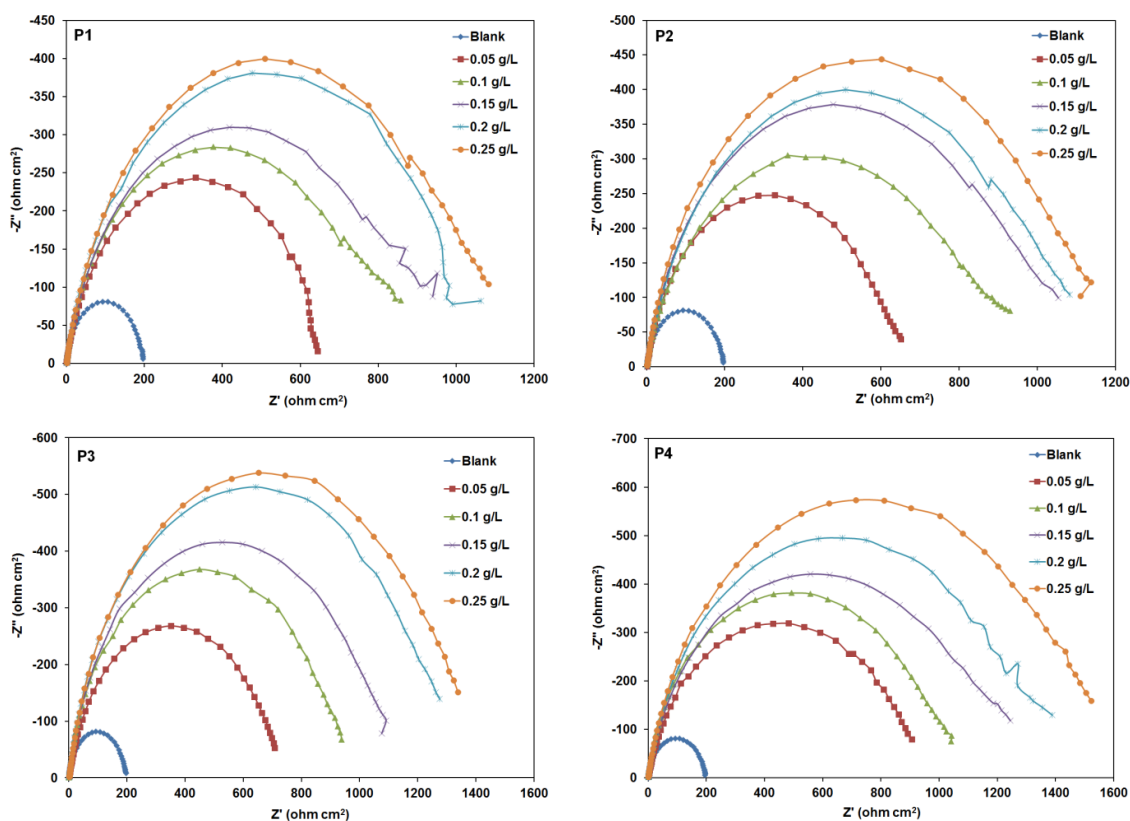 P1
-450
-400
-350
-300
-250
-200
-150
-100
-50
0
-Z'' (ohm cm²)
0 200 400 600 800 1000 1200
Z' (ohm cm²)
Blank
0.05 g/L
0.1 g/L
0.15 g/L
0.2 g/L
0.25 g/L
P2
-500
-450
-400
-350
-300
-250
-200
-150
-100
-50
0
-Z'' (ohm cm²)
0 200 400 600 800 1000 1200
Z' (ohm cm²)
Blank
0.05 g/L
0.1 g/L
0.15 g/L
0.2 g/L
0.25 g/L
P3
-600
-500
-400
-300
-200
-100
0
-Z'' (ohm cm²)
0 200 400 600 800 1000 1200 1400 1600
Z' (ohm cm²)
Blank
0.05 g/L
0.1 g/L
0.15 g/L
0.2 g/L
0.25 g/L
P4
-700
-600
-500
-400
-300
-200
-100
0
-Z'' (ohm cm²)
0 200 400 600 800 1000 1200 1400 1600
Z' (ohm cm²)
Blank
0.05 g/L
0.1 g/L
0.15 g/L
0.2 g/L
0.25 g/L